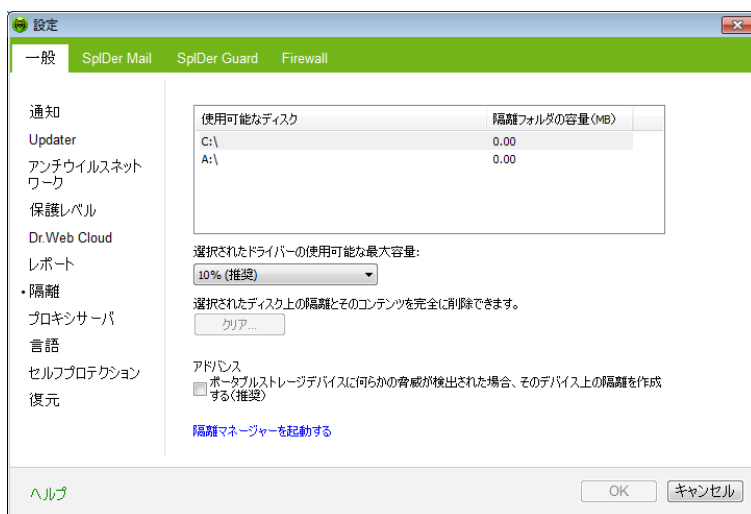 設定
一般 SpIDer Mail SpIDer Guard Firewall
通知
Updater
アンチウイルスネット
ワーク
保護レベル
Dr.Web Cloud
レポート
隔離
プロキシサーバ
言語
セルフプロテクション
復元
使用可能なディスク 隔離フォルダの容量(MB)
C:\ 0.00
A:\ 0.00
選択されたドライバーの使用可能な最大容量:
10% (推奨)
選択されたディスク上の隔離とそのコンテンツを完全に削除できます。
クリア...
アドバンス
ポータブルストレージデバイスに何らかの脅威が検出された場合、そのデバイス上の隔離を作成
する(推奨)
隔離マネージャーを起動する
ヘルプ
OK キャンセル